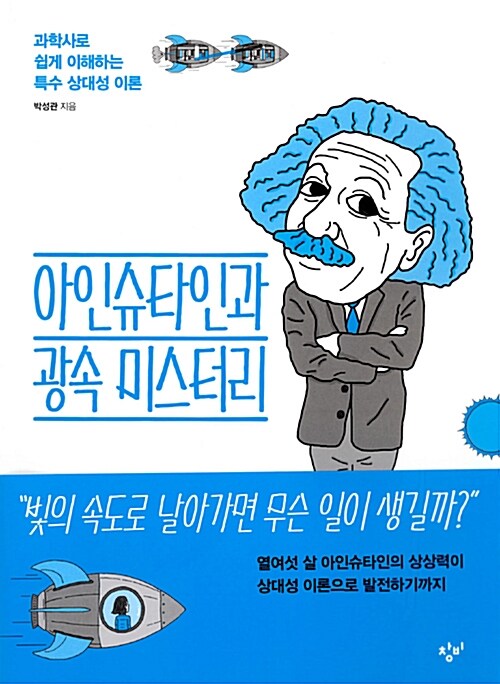 과학사로
쉽게 이해하는
특수 상대성 이론
박성관 지음
아인슈타인과
광속 미스터리
"빛의 속도로 날아가면 무슨 일이 생길까?"
열여섯 살 아인슈타인의 상상력이
상대성 이론으로 발전하기까지
창비